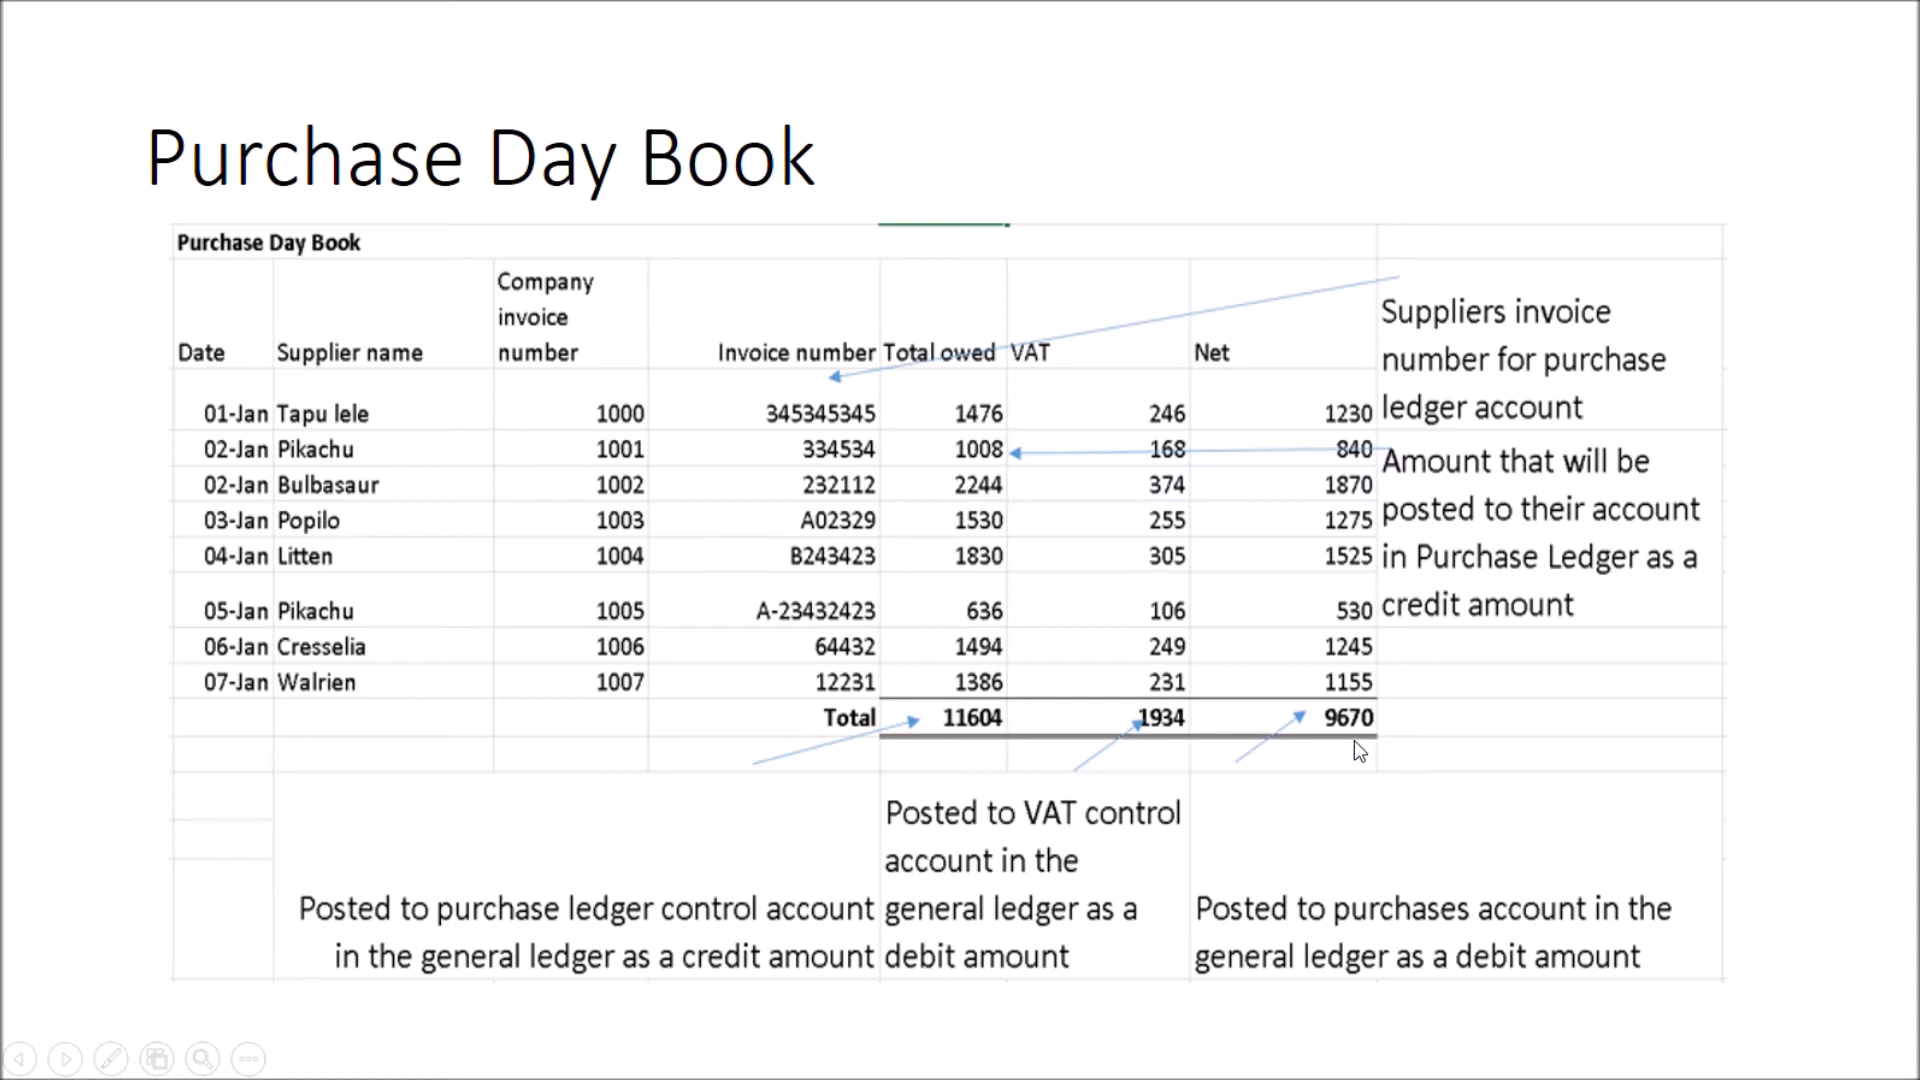 Purchase Day Book
Purchase Day Book
Company
invoice
Date Supplier name number Invoice number Total owed VAT Net
01-Jan Tapu lele 1000 345345345 1476 246 1230
02-Jan Pikachu 1001 334534 1008 168 840
02-Jan Bulbasaur 1002 232112 2244 374 1870
03-Jan Popilo 1003 A02329 1530 255 1275
04-Jan Litten 1004 B243423 1830 305 1525
05-Jan Pikachu 1005 A-23432423 636 106 530
06-Jan Cresselia 1006 64432 1494 249 1245
07-Jan Walrien 1007 12231 1386 231 1155
Total 11604 1934 9670
Suppliers invoice
number for purchase
ledger account
Amount that will be
posted to their account
in Purchase Ledger as a
credit amount
Posted to purchase ledger control account
in the general ledger as a credit amount
Posted to VAT control
account in the
general ledger as a
debit amount
Posted to purchases account in the
general ledger as a debit amount